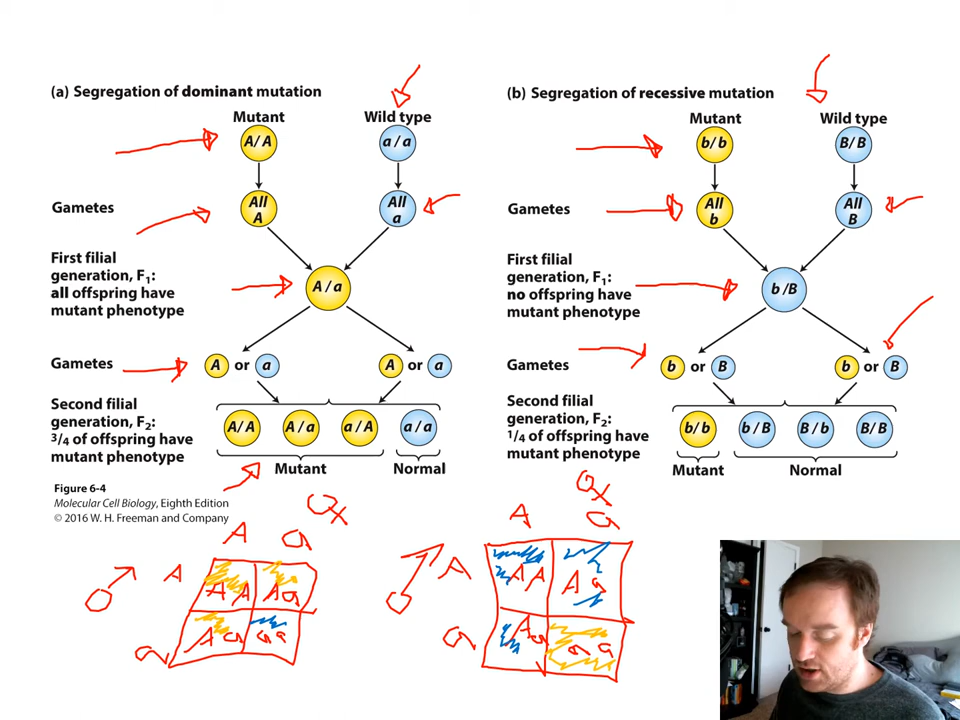 (a) Segregation of dominant mutation
Mutant
Wild type
A/A
a/a
Gametes
All
A
All
a
First filial
generation, F1:
all offspring have
mutant phenotype
A/a
Gametes
A or a
A or a
Second filial
generation, F2:
3/4 of offspring have
mutant phenotype
A/A
A/a
a/A
a/a
Mutant
Normal
Figure 6-4
Molecular Cell Biology, Eighth Edition
© 2016 W. H. Freeman and Company
A a
A
A A
A a
a
A a
a a
(b) Segregation of recessive mutation
Mutant
Wild type
b/b
B/B
Gametes
All
b
All
B
First filial
generation, F1:
no offspring have
mutant phenotype
b/B
Gametes
b or B
b or B
Second filial
generation, F2:
1/4 of offspring have
mutant phenotype
b/b
b/B
B/b
B/B
Mutant
Normal
A a
A
A A
A a
a
A a
a a